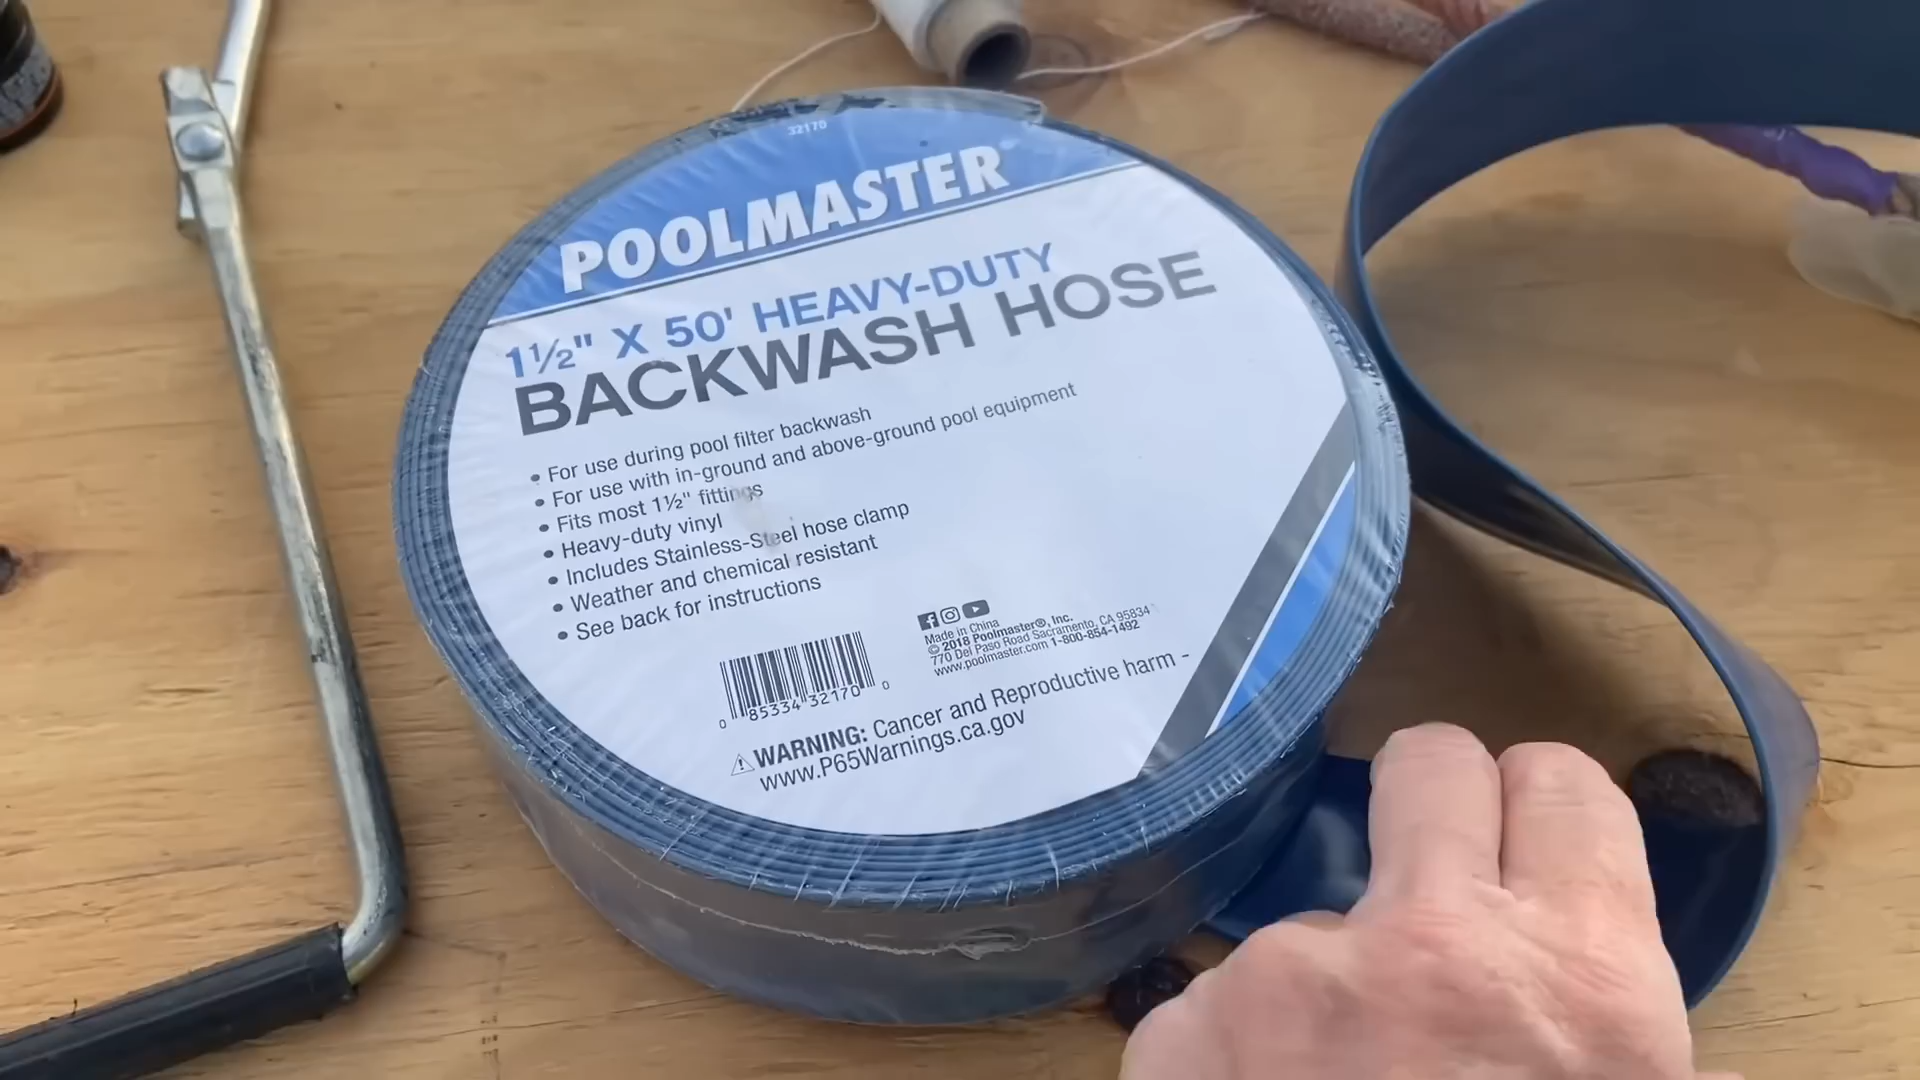 32170
POOLMASTER
1½" X 50' HEAVY-DUTY
BACKWASH HOSE
• For use during pool filter backwash
• For use with in-ground and above-ground pool equipment
• Fits most 1½" fittings
• Heavy-duty vinyl
• Includes Stainless-Steel hose clamp
• Weather and chemical resistant
• See back for instructions
Made in China
© 2018 Poolmaster®, Inc.
770 Del Paso Road Sacramento, CA 95834
www.poolmaster.com 1-800-854-1492
0 85334 32170 0
⚠WARNING: Cancer and Reproductive harm -
www.P65Warnings.ca.gov